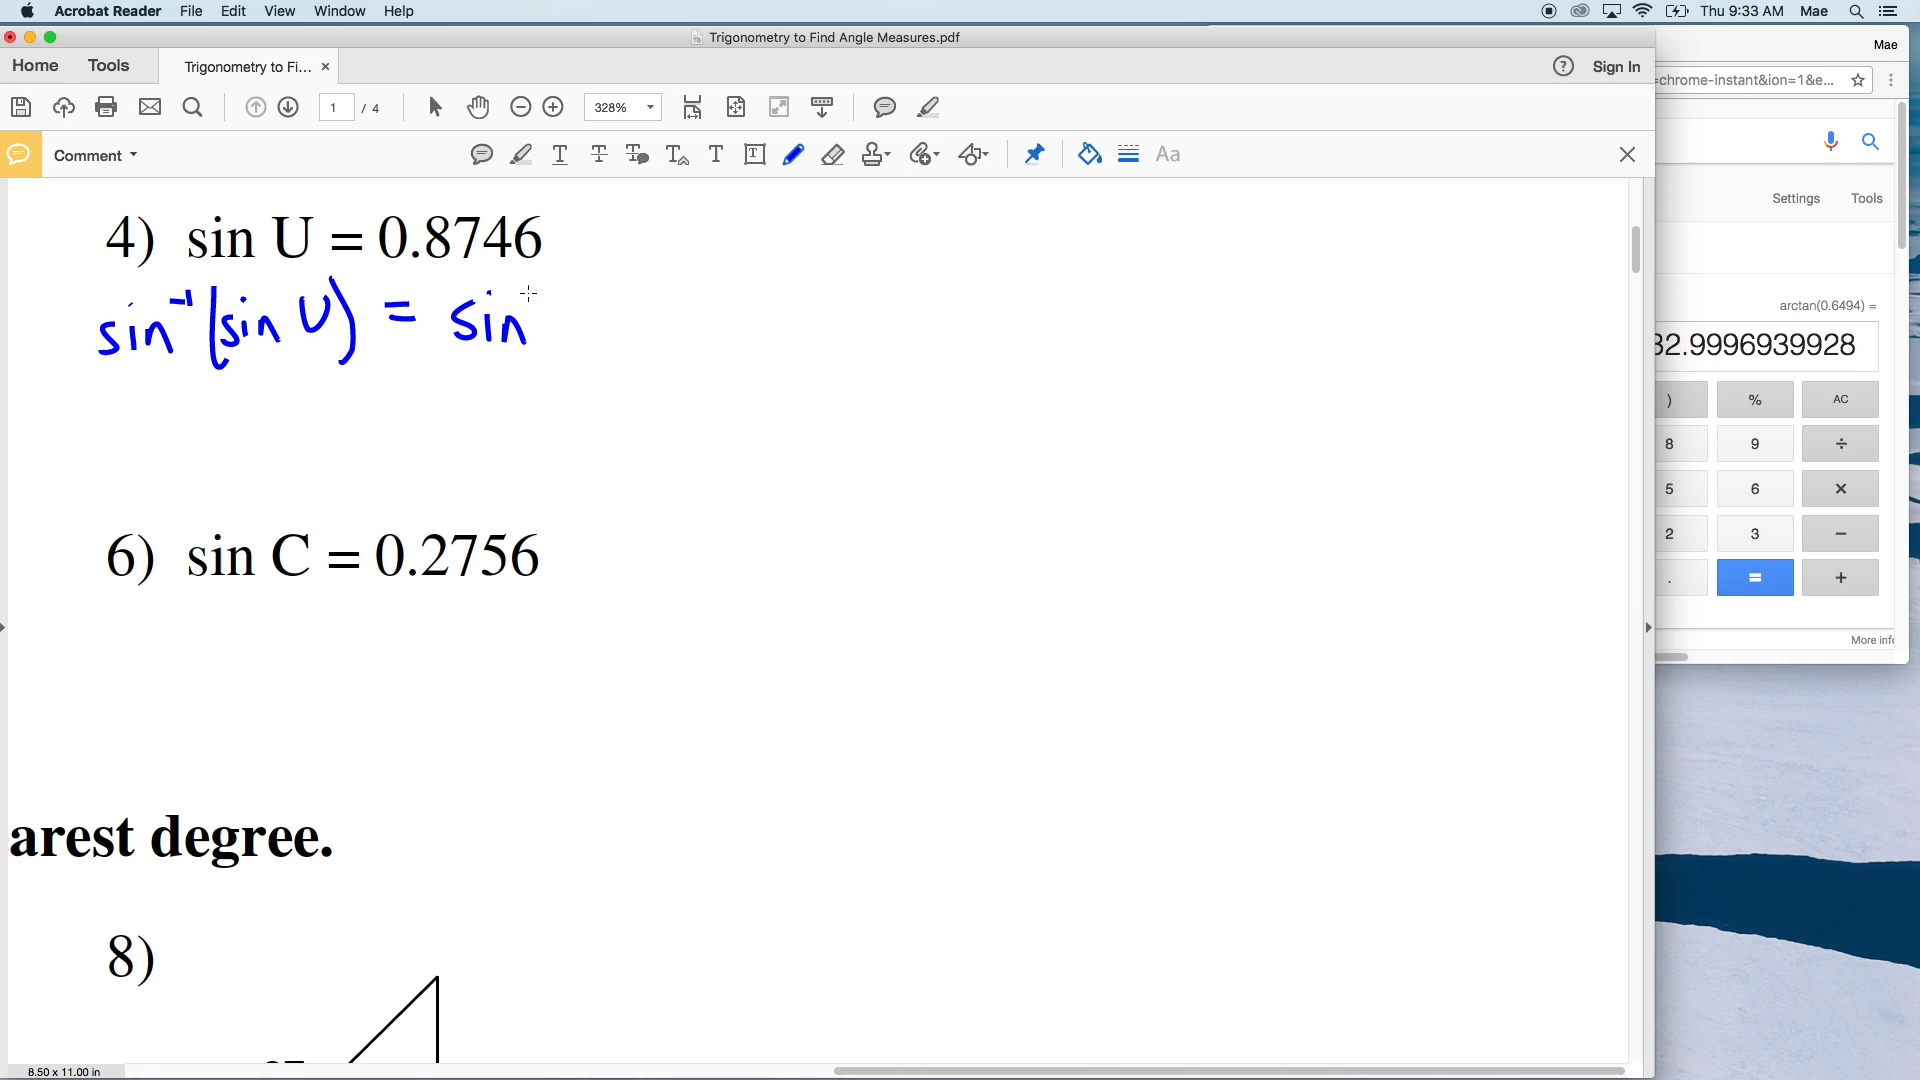 Acrobat Reader File Edit View Window Help Thu 9:33 AM Mae
Trigonometry to Find Angle Measures.pdf
Mae
Home Tools Trigonometry to Fi... × ? Sign In
=chrome-instant&ion=1&e...
1 / 4 328%
Comment T T T T T T Aa
Settings Tools
4) sin U = 0.8746
sin⁻¹(sin U) = sin
arctan(0.6494) =
32.9996939928
) % AC
8 9 ÷
5 6 ×
2 3 −
. = +
6) sin C = 0.2756
More info
arest degree.
8)
8.50 x 11.00 in